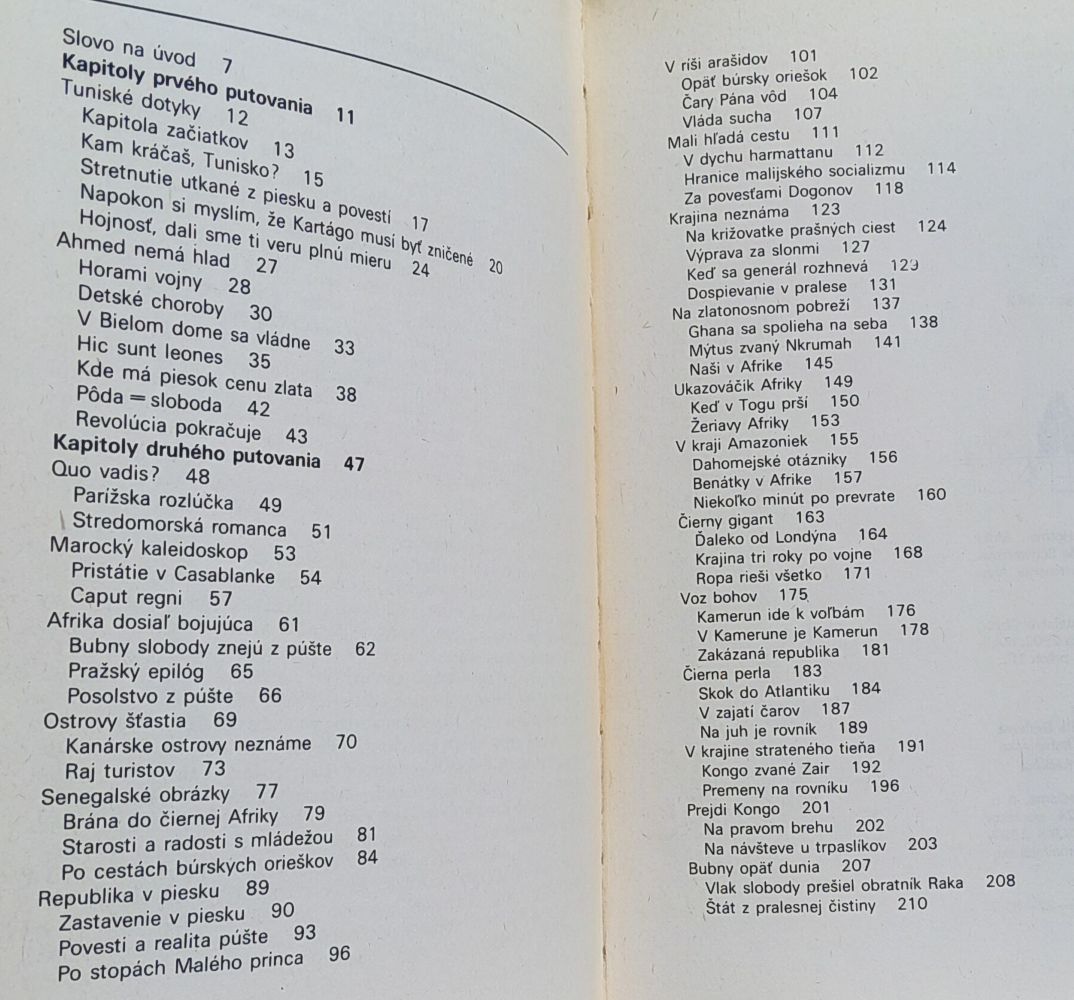 Slovo na úvod 7
Kapitoly prvého putovania 11
Tuniské dotyky 12
Kapitola začiatkov 13
Kam kráčaš, Tunisko? 15
Stretnutie utkané z piesku a povestí 17
Napokon si myslím, že Kartágo musí byť zničené 20
Hojnosť, dali sme ti veru plnú mieru 24
Ahmed nemá hlad 27
Horami vojny 28
Detské choroby 30
V Bielom dome sa vládne 33
Hic sunt leones 35
Kde má piesok cenu zlata 38
Pôda = sloboda 42
Revolúcia pokračuje 43
Kapitoly druhého putovania 47
Quo vadis? 48
Parížska rozlúčka 49
Stredomorská romanca 51
Marocký kaleidoskop 53
Pristátie v Casablanke 54
Caput regni 57
Afrika dosiaľ bojujúca 61
Bubny slobody znejú z púšte 62
Pražský epilóg 65
Posolstvo z púšte 66
Ostrovy šťastia 69
Kanárske ostrovy neznáme 70
Raj turistov 73
Senegalské obrázky 77
Brána do čiernej Afriky 79
Starosti a radosti s mládežou 81
Po cestách búrskych orieškov 84
Republika v piesku 89
Zastavenie v piesku 90
Povesti a realita púšte 93
Po stopách Malého princa 96
V ríši arašidov 101
Opäť búrsky oriešok 102
Čary Pána vôd 104
Vláda sucha 107
Mali hľadá cestu 111
V dychu harmattanu 112
Hranice malijského socializmu 114
Za povesťami Dogonov 118
Krajina neznáma 123
Na križovatke prašných ciest 124
Výprava za slonmi 127
Keď sa generál rozhnevá 129
Dospievanie v pralese 131
Na zlatonosnom pobreží 137
Ghana sa spolieha na seba 138
Mýtus zvaný Nkrumah 141
Naši v Afrike 145
Ukazováčik Afriky 149
Keď v Togu prší 150
Žeriavy Afriky 153
V kraji Amazoniek 155
Dahomejské otázniky 156
Benátky v Afrike 157
Niekoľko minút po prevrate 160
Čierny gigant 163
Ďaleko od Londýna 164
Krajina tri roky po vojne 168
Ropa rieši všetko 171
Voz bohov 175
Kamerun ide k voľbám 176
V Kamerune je Kamerun 178
Zakázaná republika 181
Čierna perla 183
Skok do Atlantiku 184
V zajatí čarov 187
Na juh je rovník 189
V krajine strateného tieňa 191
Kongo zvané Zair 192
Premeny na rovníku 196
Prejdi Kongo 201
Na pravom brehu 202
Na návšteve u trpaslíkov 203
Bubny opäť dunia 207
Vlak slobody prešiel obratník Raka 208
Štát z pralesnej čistiny 210